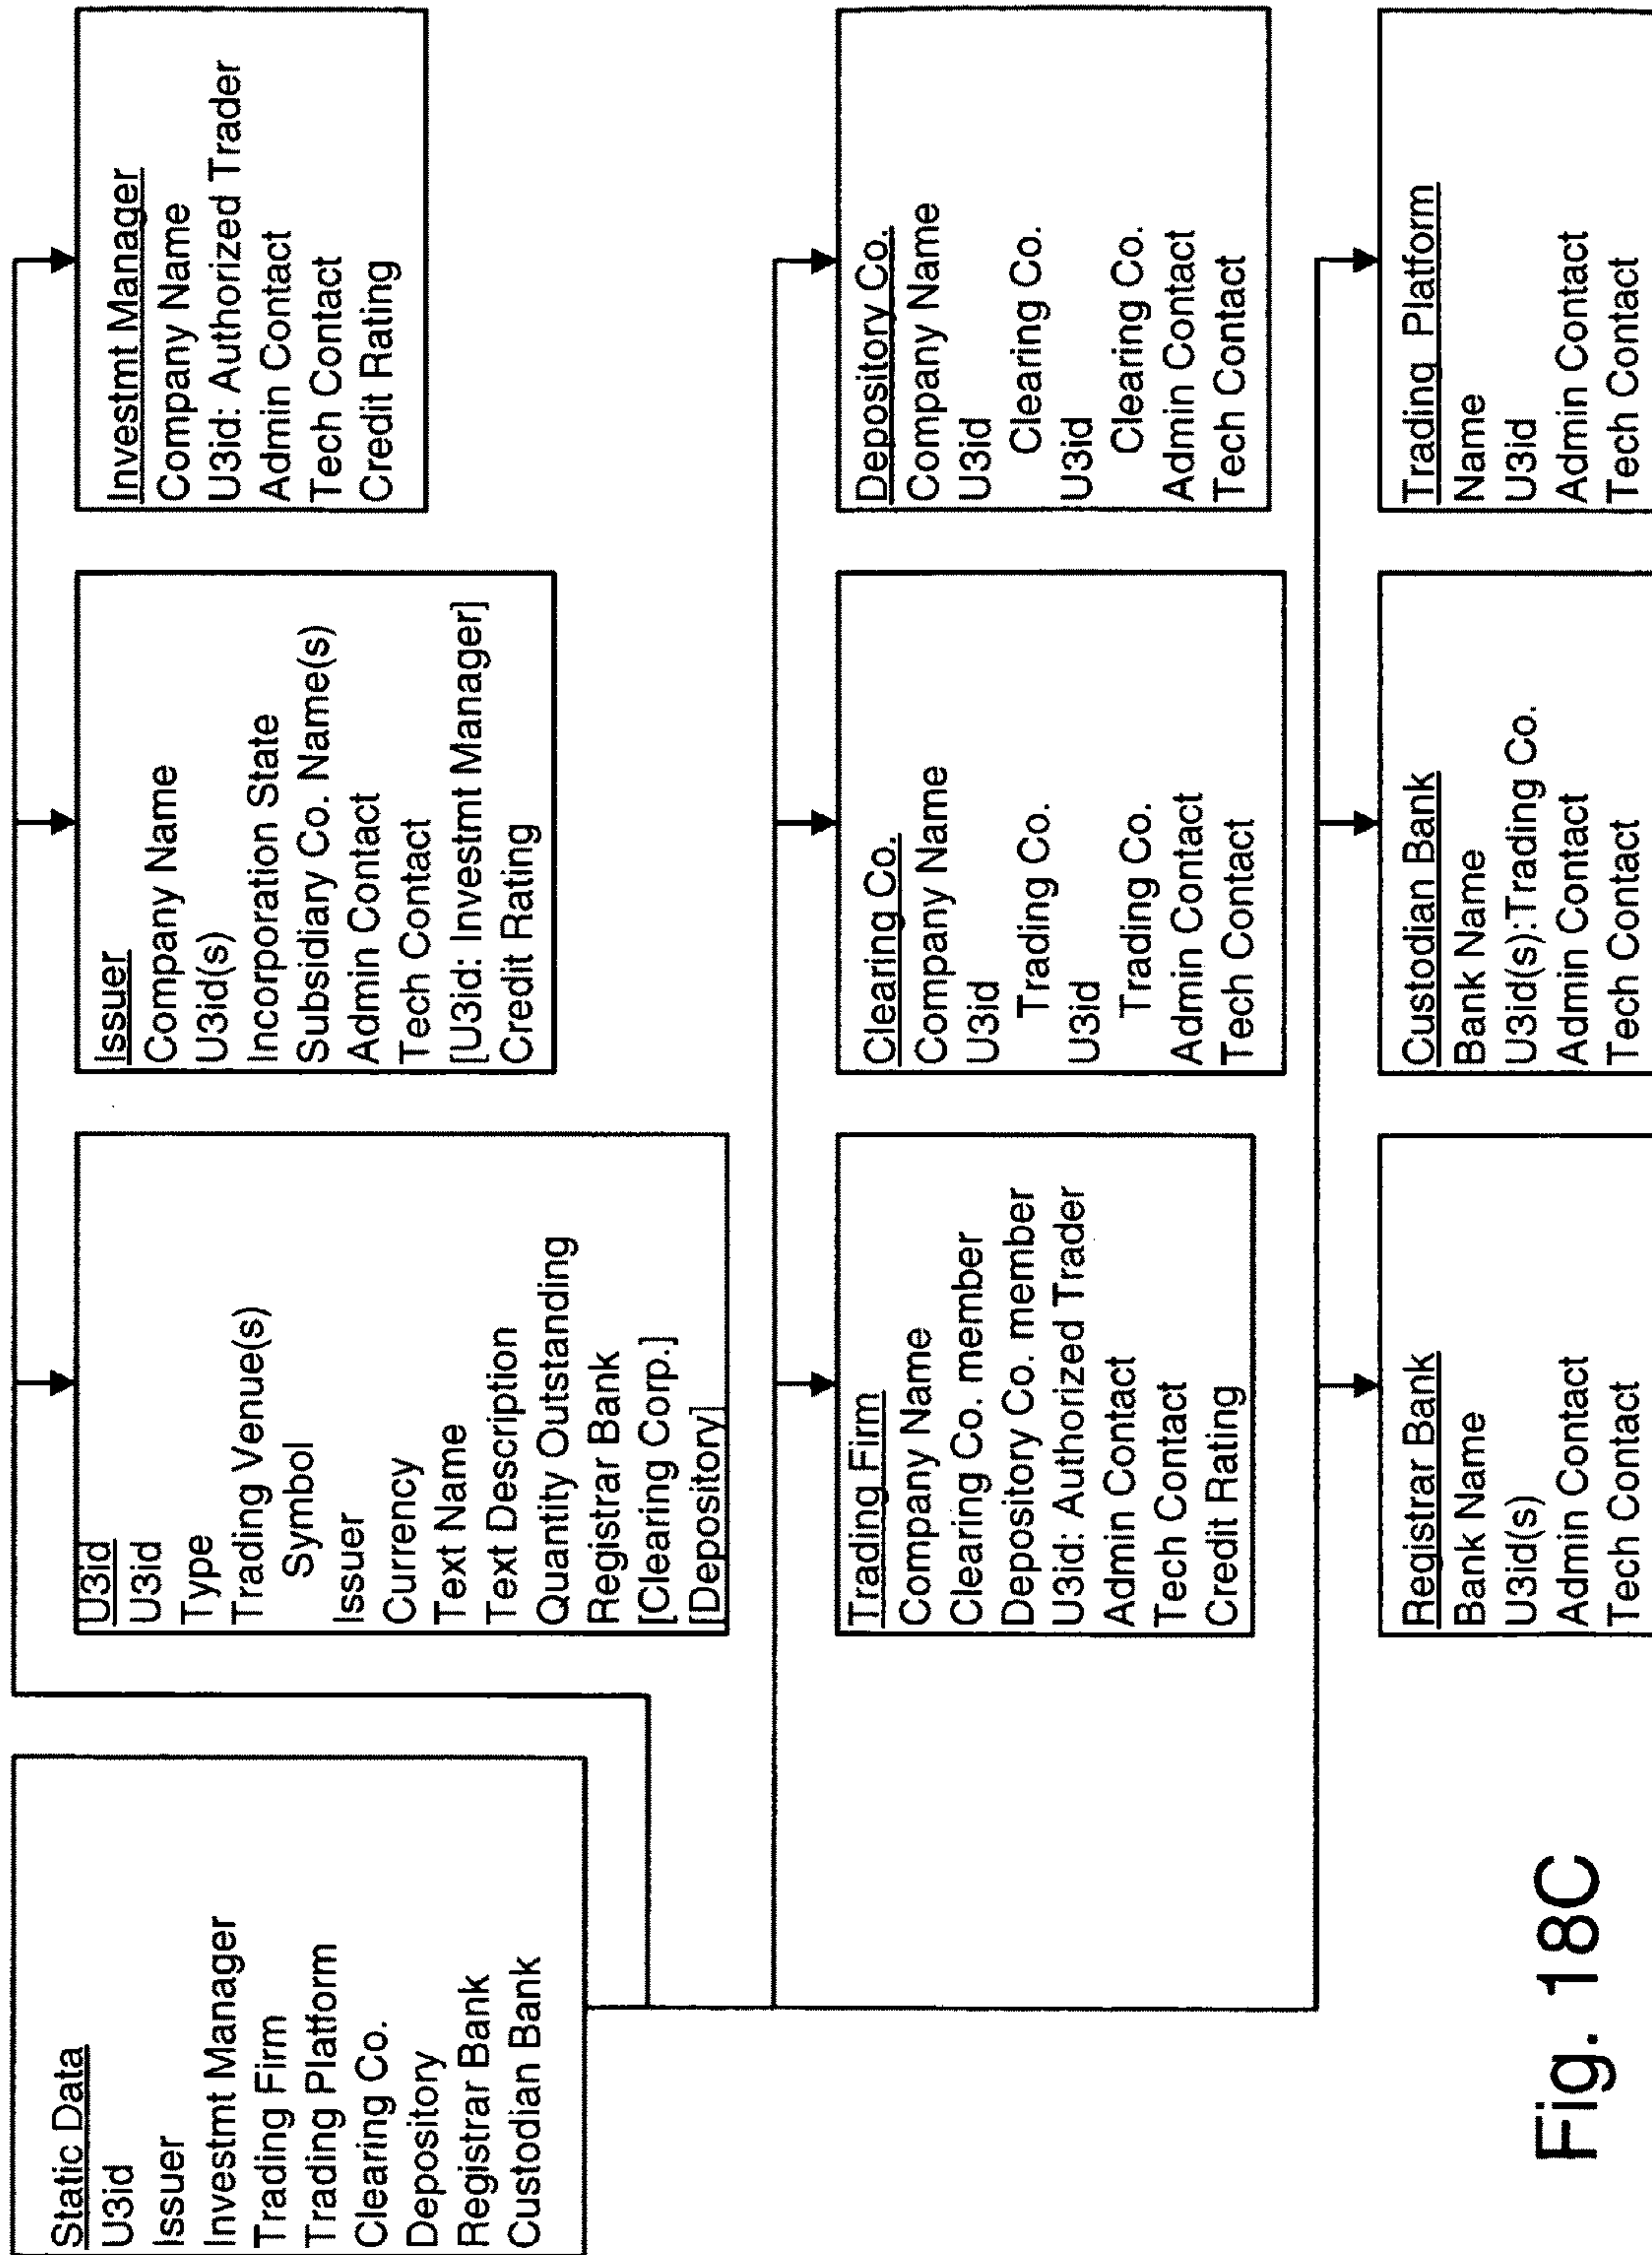 Static Data
U3id
Issuer
Investmt Manager
Trading Firm
Trading Platform
Clearing Co.
Depository
Registrar Bank
Custodian Bank
U3id
U3id
Type
Trading Venue(s)
Symbol
Issuer
Currency
Text Name
Text Description
Quantity Outstanding
Registrar Bank
[Clearing Corp.]
[Depository]
Issuer
Company Name
U3id(s)
Incorporation State
Subsidiary Co. Name(s)
Admin Contact
Tech Contact
[U3id: Investmt Manager]
Credit Rating
Investmt Manager
Company Name
U3id: Authorized Trader
Admin Contact
Tech Contact
Credit Rating
Trading Firm
Company Name
Clearing Co. member
Depository Co. member
U3id: Authorized Trader
Admin Contact
Tech Contact
Credit Rating
Clearing Co.
Company Name
U3id
Trading Co.
U3id
Trading Co.
Admin Contact
Tech Contact
Depository Co.
Company Name
U3id
Clearing Co.
U3id
Clearing Co.
Admin Contact
Tech Contact
Registrar Bank
Bank Name
U3id(s)
Admin Contact
Tech Contact
Custodian Bank
Bank Name
U3id(s):Trading Co.
Admin Contact
Tech Contact
Trading Platform
Name
U3id
Admin Contact
Tech Contact
Fig. 18C